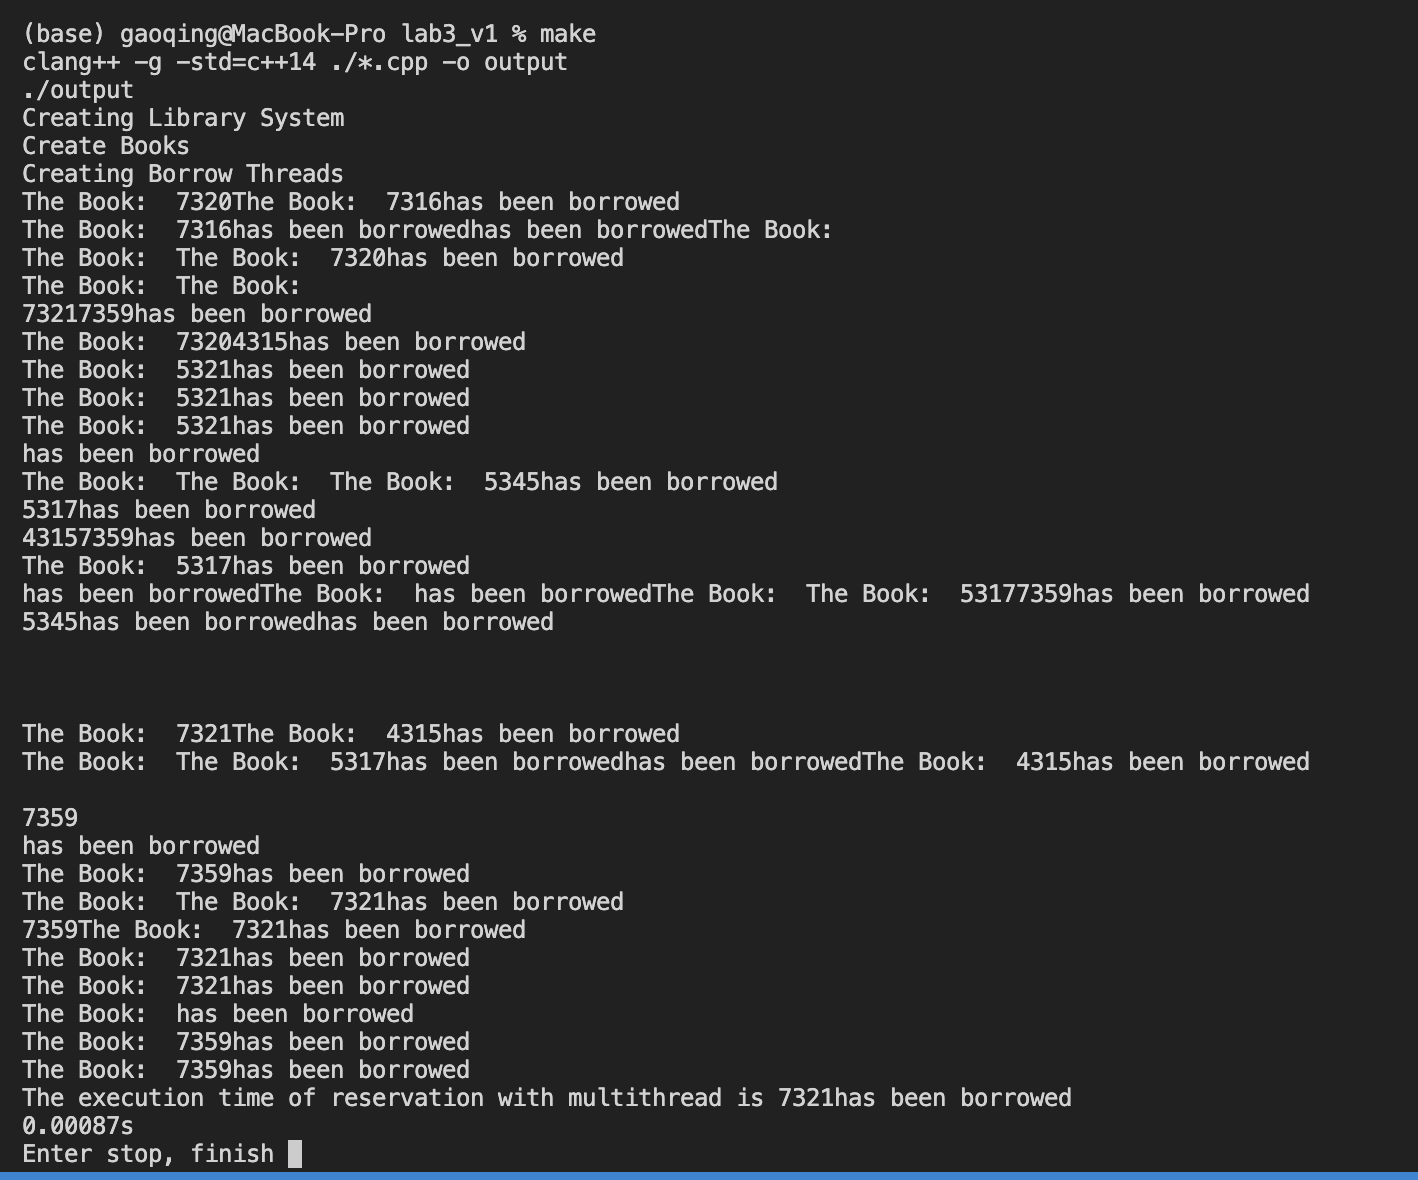 (base) gaoqing@MacBook-Pro lab3_v1 % make
clang++ -g -std=c++14 ./*.cpp -o output
./output
Creating Library System
Create Books
Creating Borrow Threads
The Book:  7320The Book:  7316has been borrowed
The Book:  7316has been borrowedhas been borrowedThe Book:
The Book:  The Book:  7320has been borrowed
The Book:  The Book:
73217359has been borrowed
The Book:  73204315has been borrowed
The Book:  5321has been borrowed
The Book:  5321has been borrowed
The Book:  5321has been borrowed
has been borrowed
The Book:  The Book:  The Book:  5345has been borrowed
5317has been borrowed
43157359has been borrowed
The Book:  5317has been borrowed
has been borrowedThe Book:  has been borrowedThe Book:  The Book:  53177359has been borrowed
5345has been borrowedhas been borrowed
The Book:  7321The Book:  4315has been borrowed
The Book:  The Book:  5317has been borrowedhas been borrowedThe Book:  4315has been borrowed
7359
has been borrowed
The Book:  7359has been borrowed
The Book:  The Book:  7321has been borrowed
7359The Book:  7321has been borrowed
The Book:  7321has been borrowed
The Book:  7321has been borrowed
The Book:  has been borrowed
The Book:  7359has been borrowed
The Book:  7359has been borrowed
The execution time of reservation with multithread is 7321has been borrowed
0.00087s
Enter stop, finish